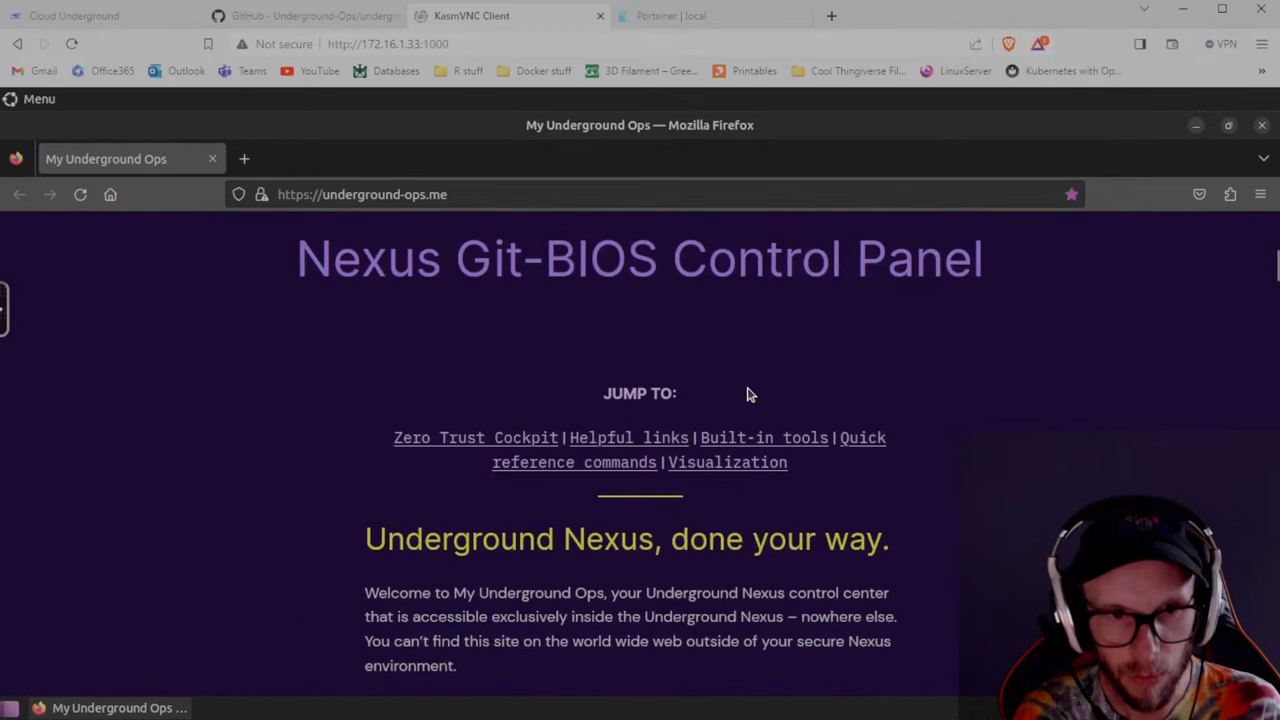 Cloud Underground
GitHub - Underground-Ops/undergr
KasmVNC Client
Portainer | local
Not secure
http://172.16.1.33:1000
VPN
Gmail
Office365
Outlook
Teams
YouTube
Databases
R stuff
Docker stuff
3D Filament – Gree...
Printables
Cool Thingiverse Fil...
LinuxServer
Kubernetes with Op...
Menu
My Underground Ops — Mozilla Firefox
My Underground Ops
https://underground-ops.me
Nexus Git-BIOS Control Panel
JUMP TO:
Zero Trust Cockpit | Helpful links | Built-in tools | Quick
reference commands | Visualization
Underground Nexus, done your way.
Welcome to My Underground Ops, your Underground Nexus control center
that is accessible exclusively inside the Underground Nexus – nowhere else.
You can't find this site on the world wide web outside of your secure Nexus
environment.
My Underground Ops ...